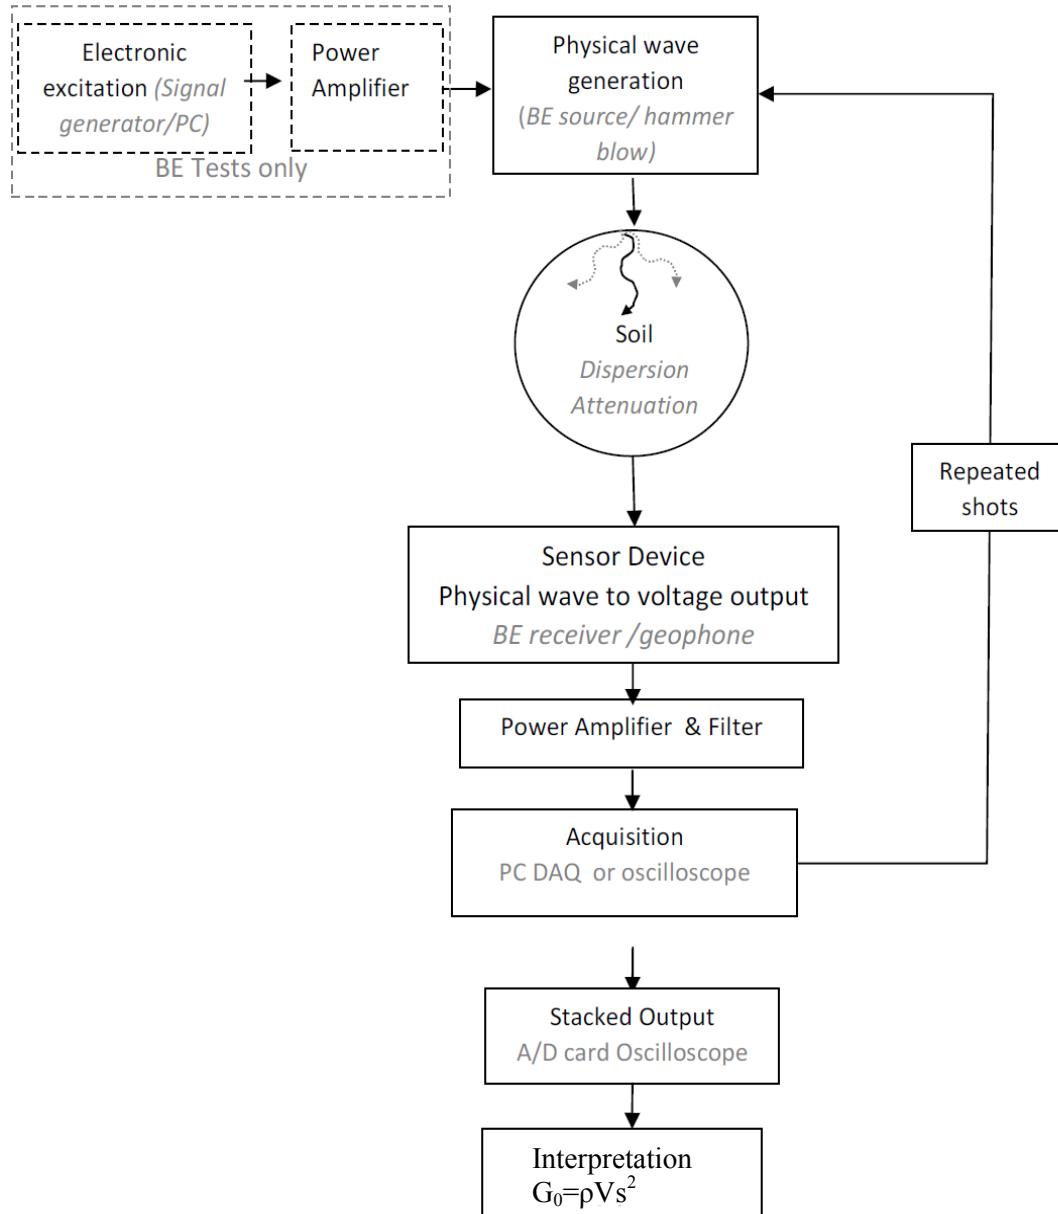 Electronic
excitation (Signal
generator/PC)
Power
Amplifier
BE Tests only
Physical wave
generation
(BE source/ hammer
blow)
Soil
Dispersion
Attenuation
Repeated
shots
Sensor Device
Physical wave to voltage output
BE receiver /geophone
Power Amplifier & Filter
Acquisition
PC DAQ or oscilloscope
Stacked Output
A/D card Oscilloscope
Interpretation
G₀=ρVs²